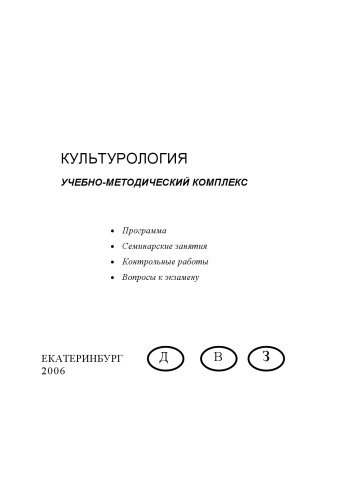 КУЛЬТУРОЛОГИЯ
УЧЕБНО-МЕТОДИЧЕСКИЙ КОМПЛЕКС
• Программа
• Семинарские занятия
• Контрольные работы
• Вопросы к экзамену
ЕКАТЕРИНБУРГ Д В З
2006